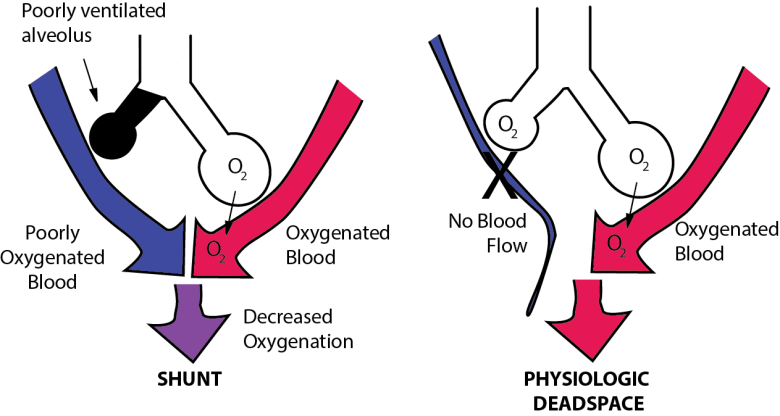 Poorly ventilated
alveolus
O2
O2
Poorly
Oxygenated
Blood
Oxygenated
Blood
Decreased
Oxygenation
SHUNT
O2
O2
No Blood
Flow
O2
Oxygenated
Blood
PHYSIOLOGIC
DEADSPACE